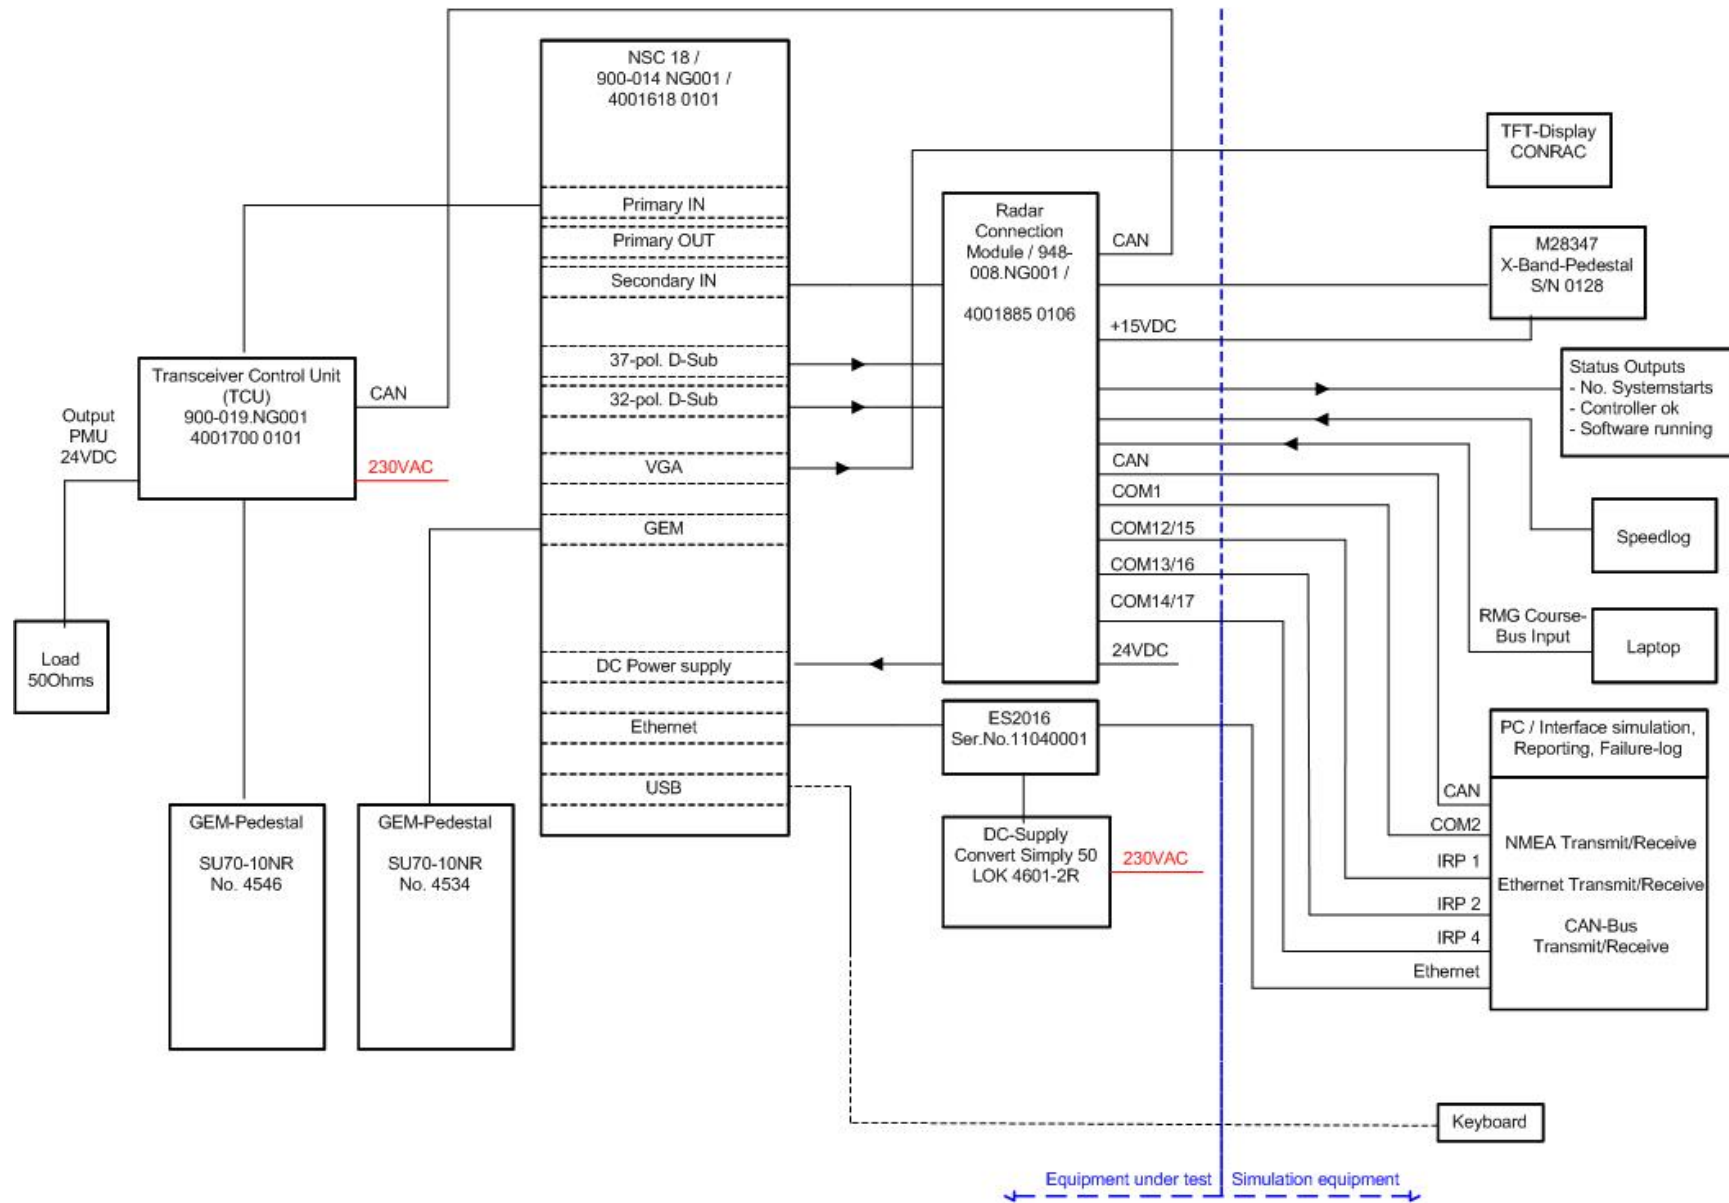 NSC 18 /
900-014 NG001 /
4001618 0101
Primary IN
Primary OUT
Secondary IN
37-pol. D-Sub
32-pol. D-Sub
VGA
GEM
DC Power supply
Ethernet
USB
Transceiver Control Unit
(TCU)
900-019.NG001
4001700 0101
CAN
230VAC
Output
PMU
24VDC
Load
50Ohms
GEM-Pedestal
SU70-10NR
No. 4546
GEM-Pedestal
SU70-10NR
No. 4534
Radar
Connection
Module / 948-
008.NG001 /
4001885 0106
CAN
+15VDC
CAN
COM1
COM12/15
COM13/16
COM14/17
24VDC
ES2016
Ser.No.11040001
DC-Supply
Convert Simply 50
LOK 4601-2R
230VAC
TFT-Display
CONRAC
M28347
X-Band-Pedestal
S/N 0128
Status Outputs
- No. Systemstarts
- Controller ok
- Software running
Speedlog
RMG Course-
Bus Input
Laptop
PC / Interface simulation,
Reporting, Failure-log
CAN
COM2
IRP 1
IRP 2
IRP 4
Ethernet
NMEA Transmit/Receive
Ethernet Transmit/Receive
CAN-Bus
Transmit/Receive
Keyboard
Equipment under test
Simulation equipment